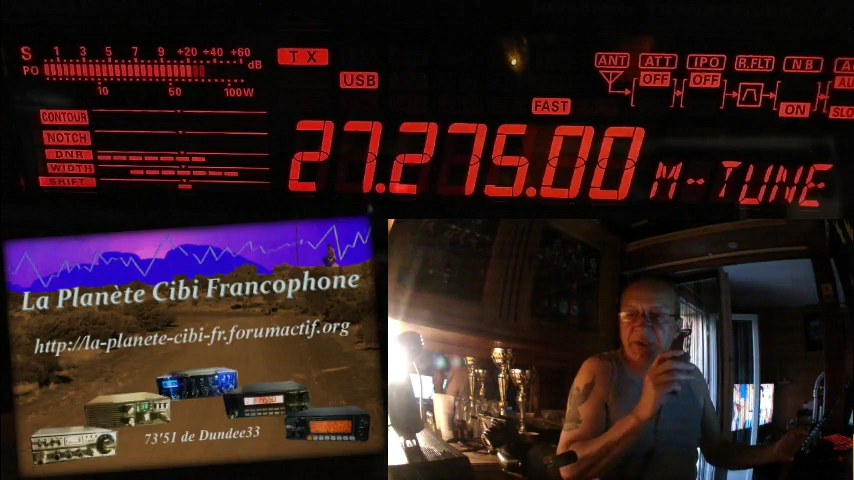 S 1 3 5 7 9 +20 +40 +60 dB
PO 10 50 100W
TX
USB
FAST
ANT ATT IPO R.FLT NB
OFF OFF
ON
CONTOUR
NOTCH
DNR
WIDTH
SHIFT
27.275.00 M--TUNE
La Planète Cibi Francophone
http://la-planete-cibi-fr.forumactif.org
73'51 de Dundee33